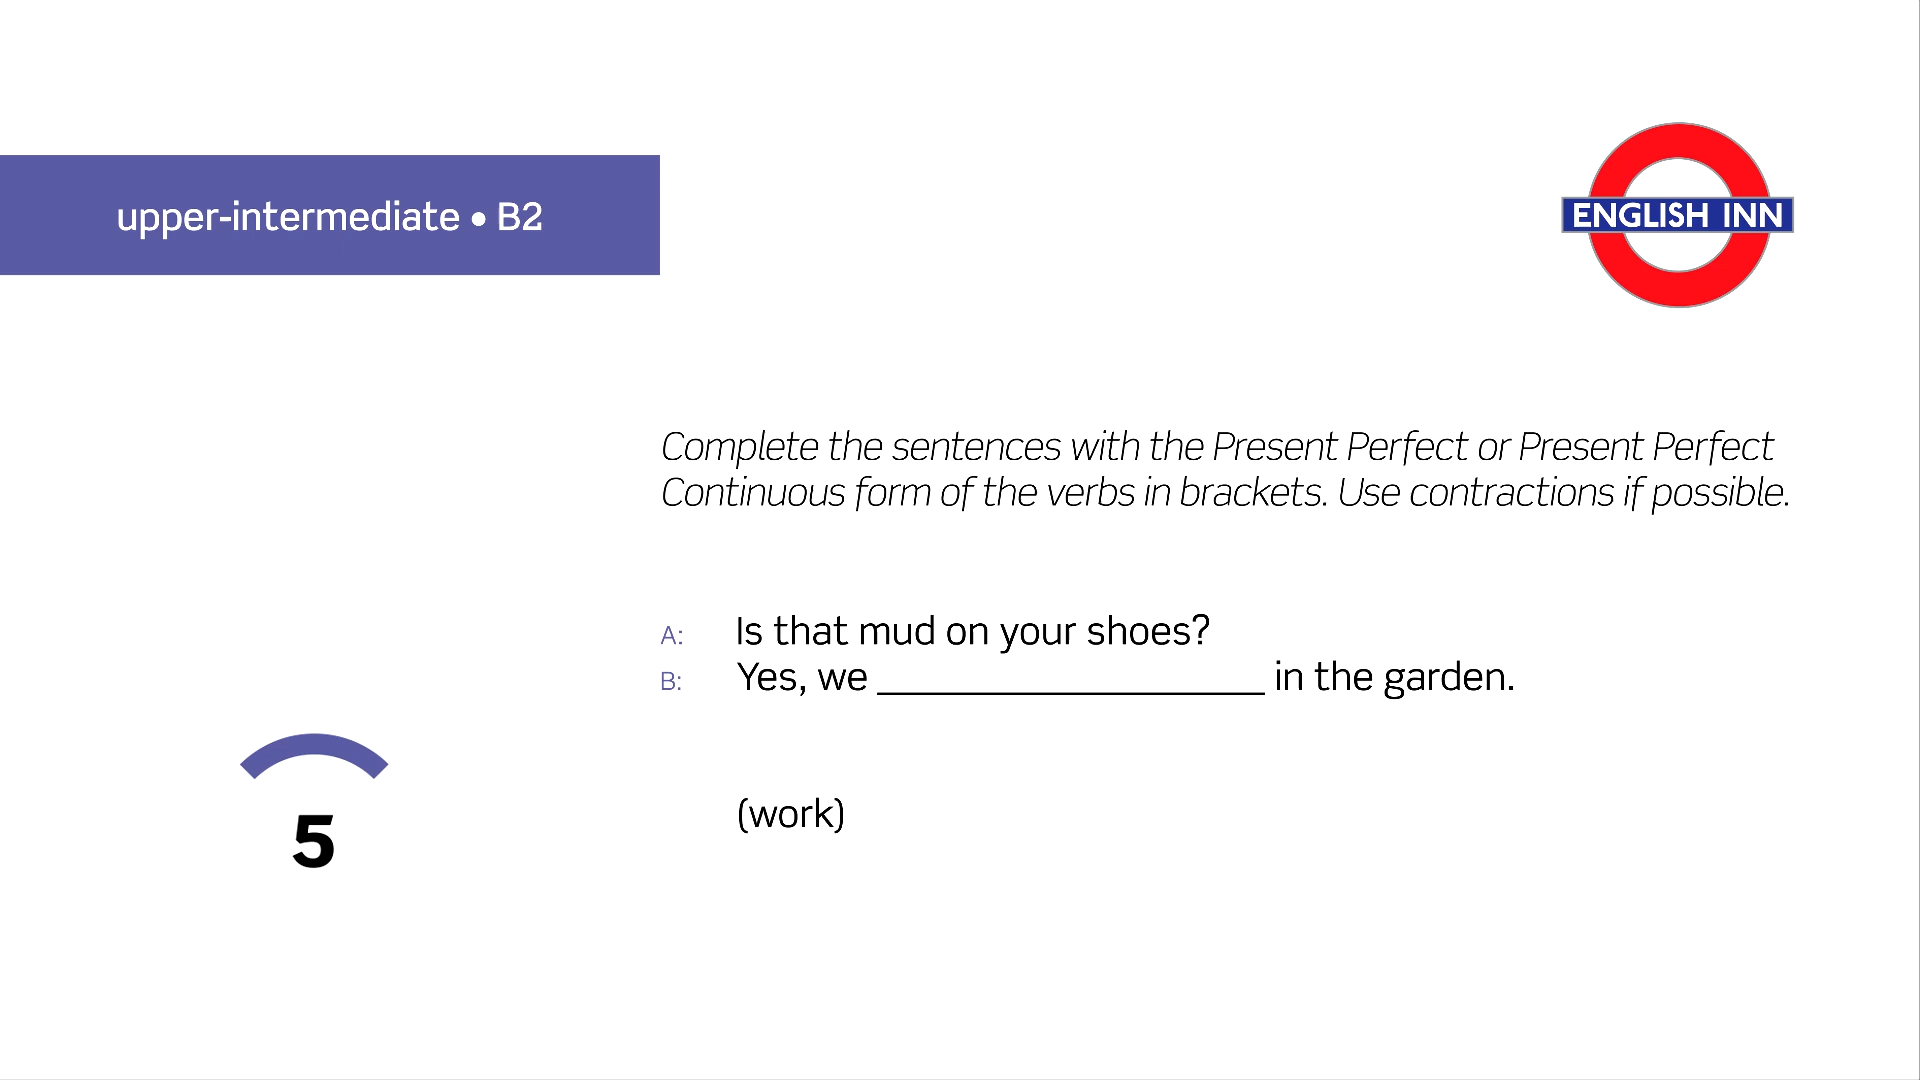 upper-intermediate • B2
ENGLISH INN
Complete the sentences with the Present Perfect or Present Perfect
Continuous form of the verbs in brackets. Use contractions if possible.
A: Is that mud on your shoes?
B: Yes, we __________________ in the garden.
(work)
5